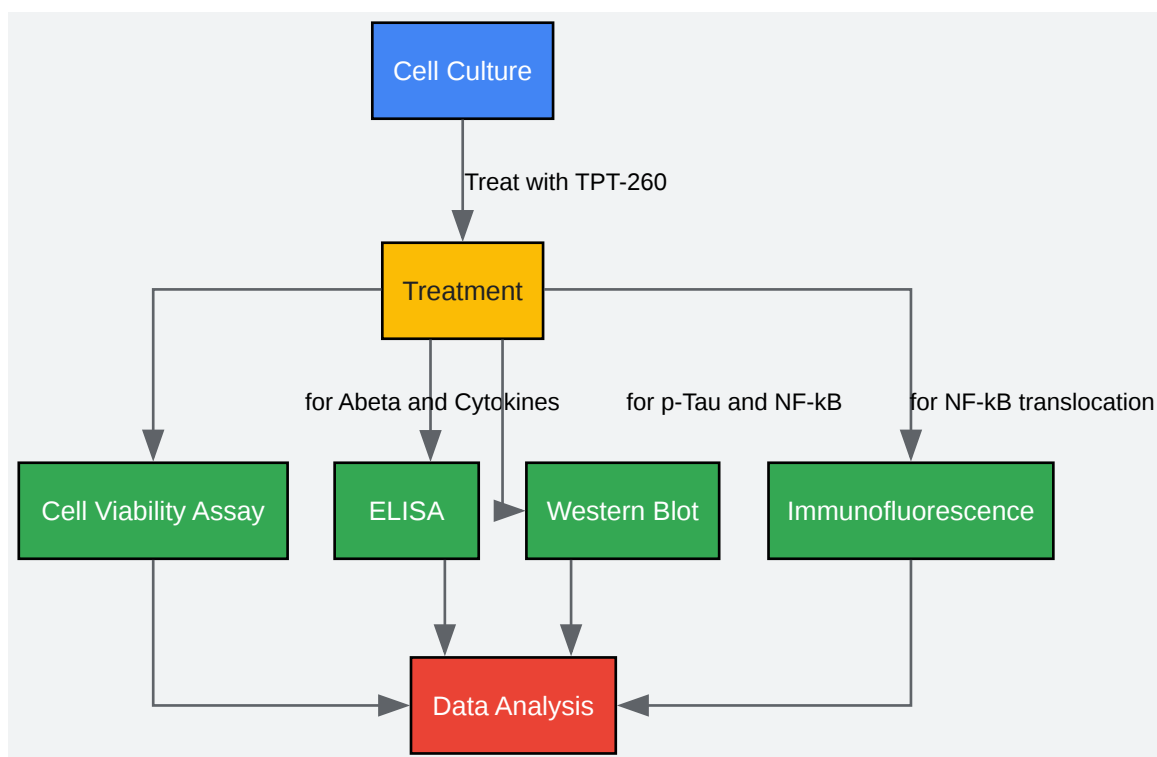 Cell Culture
Treat with TPT-260
Treatment
for Abeta and Cytokines
for p-Tau and NF-kB
for NF-kB translocation
Cell Viability Assay
ELISA
Western Blot
Immunofluorescence
Data Analysis